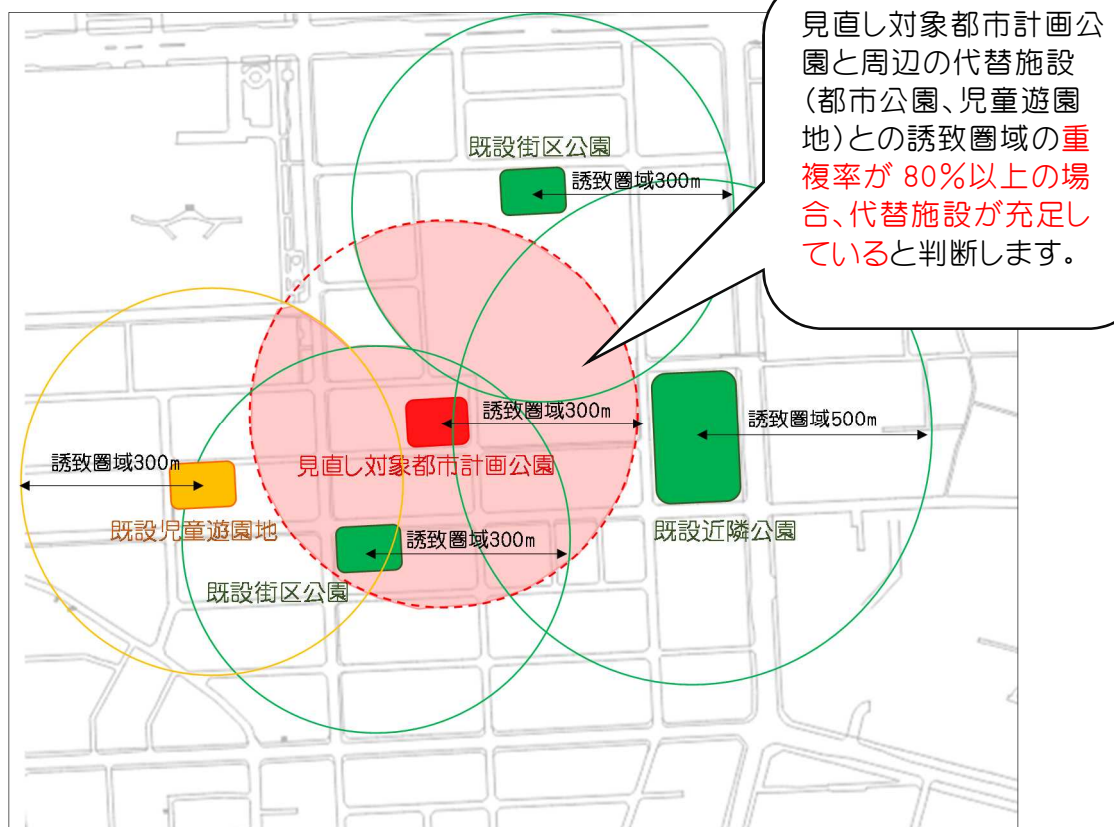 見直し対象都市計画公
園と周辺の代替施設
（都市公園、児童遊園
地）との誘致圏域の重
複率が 80％以上の場
合、代替施設が充足し
ていると判断します。
既設街区公園
誘致圏域300m
誘致圏域300m
誘致圏域500m
見直し対象都市計画公園
誘致圏域300m
既設児童遊園地
既設近隣公園
誘致圏域300m
既設街区公園